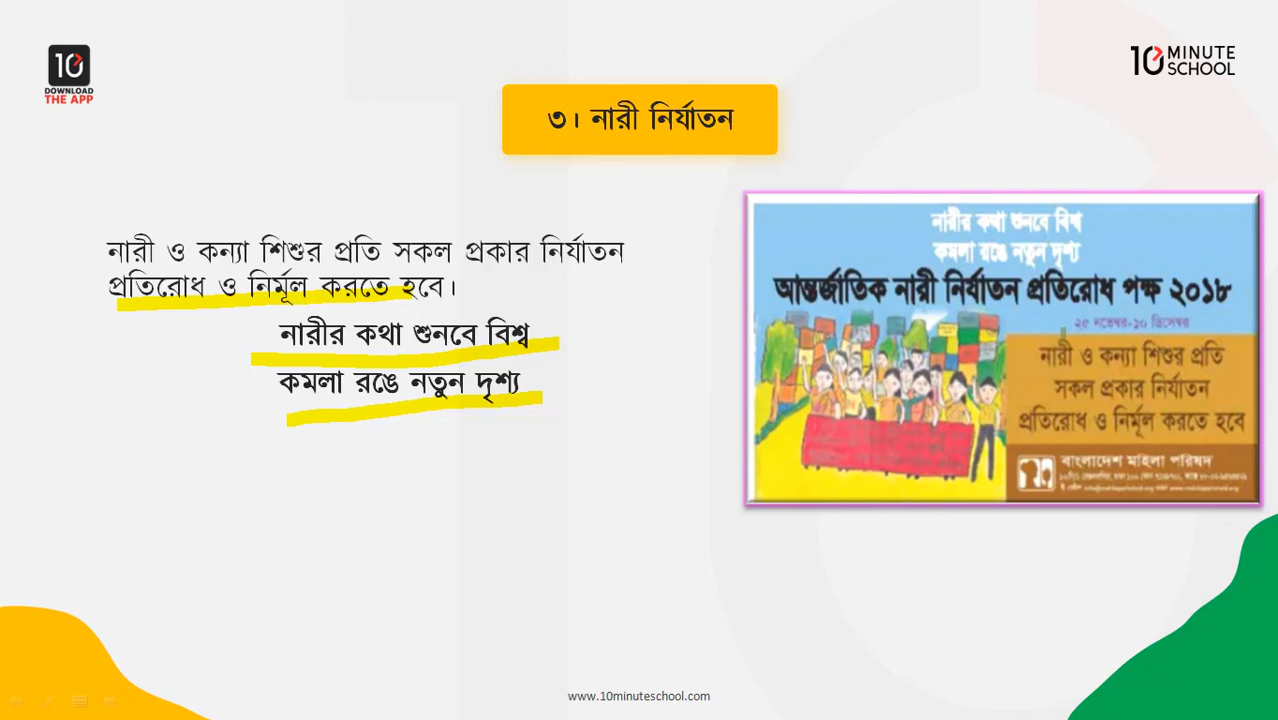 10
DOWNLOAD
THE APP
10 MINUTE
SCHOOL
৩। নারী নির্যাতন
নারী ও কন্যা শিশুর প্রতি সকল প্রকার নির্যাতন
প্রতিরোধ ও নির্মূল করতে হবে।
নারীর কথা শুনবে বিশ্ব
কমলা রঙে নতুন দৃশ্য
নারীর কথা শুনবে বিশ্ব
কমলা রঙে নতুন দৃশ্য
আন্তর্জাতিক নারী নির্যাতন প্রতিরোধ পক্ষ ২০১৮
২৫ নভেম্বর-১০ ডিসেম্বর
নারী ও কন্যা শিশুর প্রতি
সকল প্রকার নির্যাতন
প্রতিরোধ ও নির্মূল করতে হবে
বাংলাদেশ মহিলা পরিষদ
www.10minuteschool.com